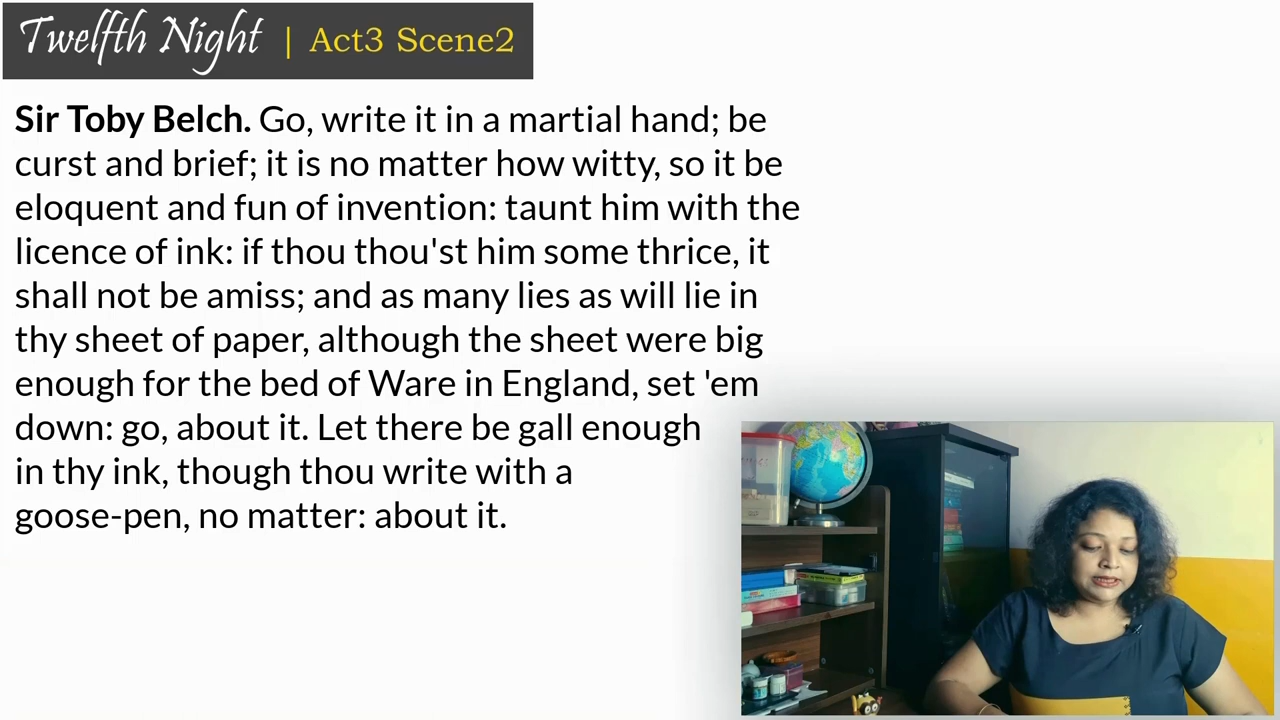 Twelfth Night | Act3 Scene2
Sir Toby Belch. Go, write it in a martial hand; be
curst and brief; it is no matter how witty, so it be
eloquent and fun of invention: taunt him with the
licence of ink: if thou thou'st him some thrice, it
shall not be amiss; and as many lies as will lie in
thy sheet of paper, although the sheet were big
enough for the bed of Ware in England, set 'em
down: go, about it. Let there be gall enough
in thy ink, though thou write with a
goose-pen, no matter: about it.